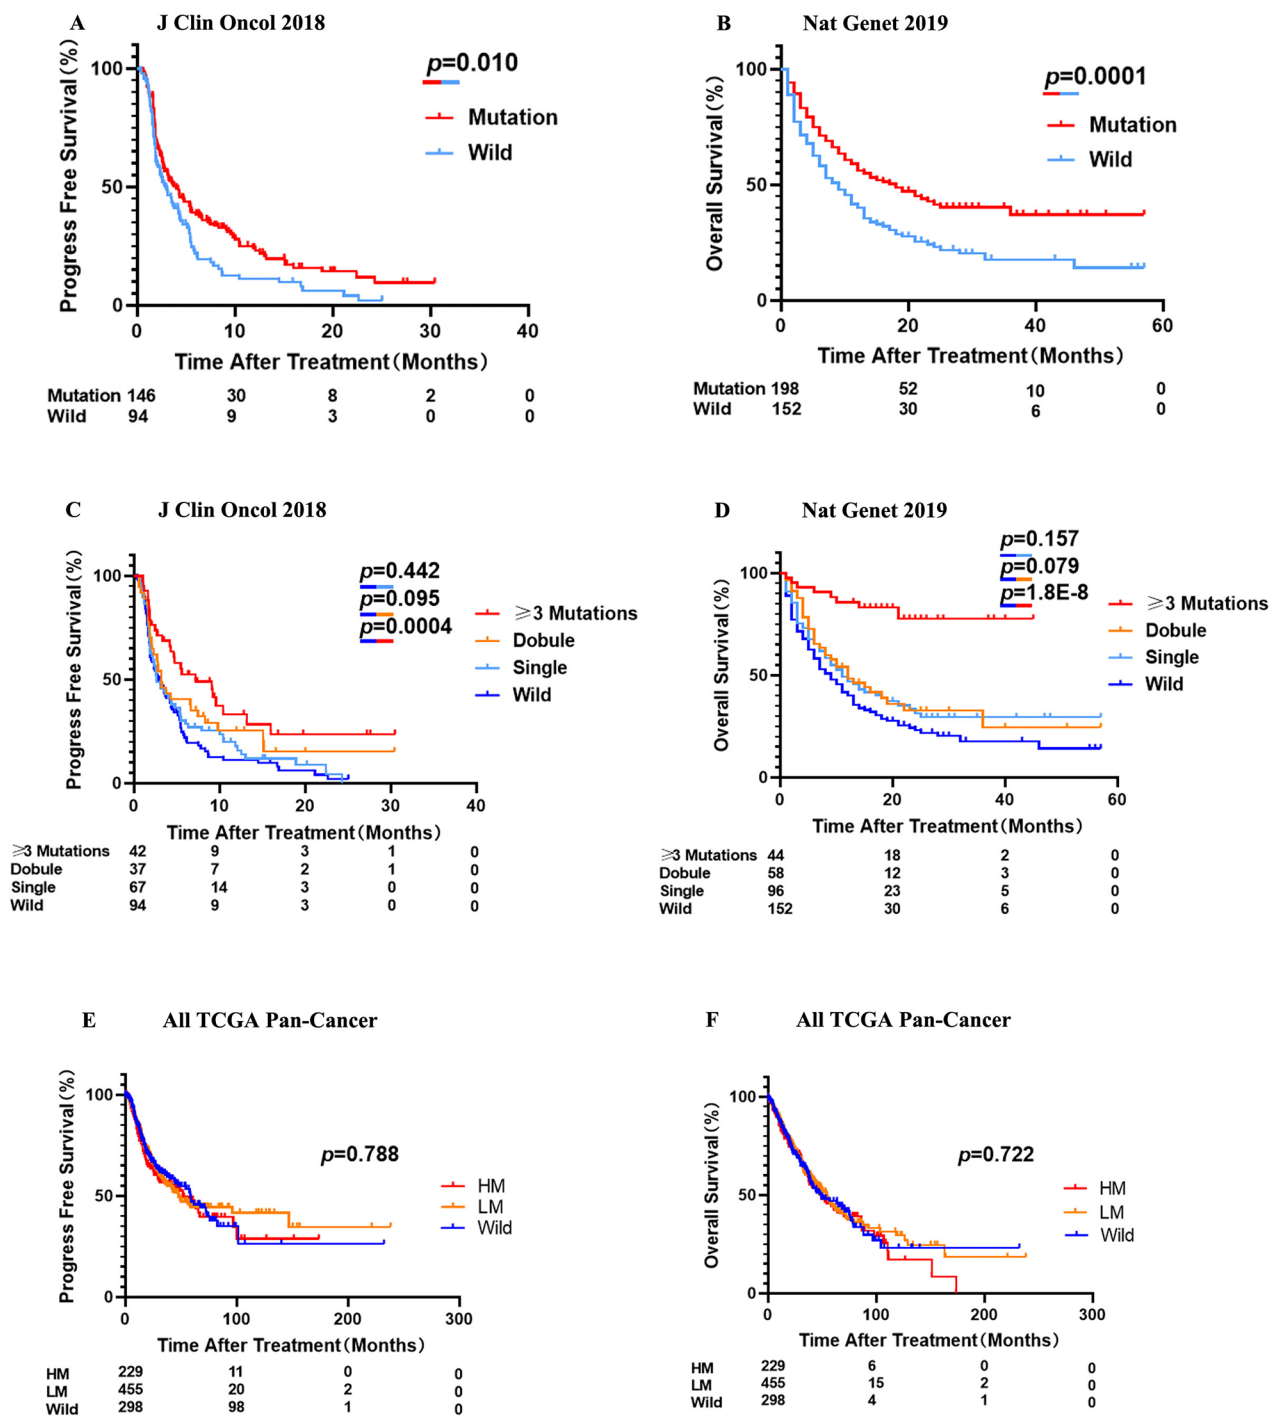 A J Clin Oncol 2018
Progress Free Survival (%)
100
50
0
0 10 20 30 40
p=0.010
Mutation
Wild
Time After Treatment (Months)
Mutation 146 30 8 2 0
Wild 94 9 3 0 0
B Nat Genet 2019
Overall Survival (%)
100
50
0
0 20 40 60
p=0.0001
Mutation
Wild
Time After Treatment (Months)
Mutation 198 52 10 0
Wild 152 30 6 0
C J Clin Oncol 2018
Progress Free Survival (%)
100
50
0
0 10 20 30 40
p=0.442
p=0.095
p=0.0004
≥3 Mutations
Dobule
Single
Wild
Time After Treatment (Months)
≥3 Mutations 42 9 3 1 0
Dobule 37 7 2 1 0
Single 67 14 3 0 0
Wild 94 9 3 0 0
D Nat Genet 2019
Overall Survival (%)
100
50
0
0 20 40 60
p=0.157
p=0.079
p=1.8E-8
≥3 Mutations
Dobule
Single
Wild
Time After Treatment (Months)
≥3 Mutations 44 18 2 0
Dobule 58 12 3 0
Single 96 23 5 0
Wild 152 30 6 0
E All TCGA Pan-Cancer
Progress Free Survival (%)
100
50
0
0 100 200 300
p=0.788
HM
LM
Wild
Time After Treatment (Months)
HM 229 11 0 0
LM 455 20 2 0
Wild 298 98 1 0
F All TCGA Pan-Cancer
Overall Survival (%)
100
50
0
0 100 200 300
p=0.722
HM
LM
Wild
Time After Treatment (Months)
HM 229 6 0 0
LM 455 15 2 0
Wild 298 4 1 0